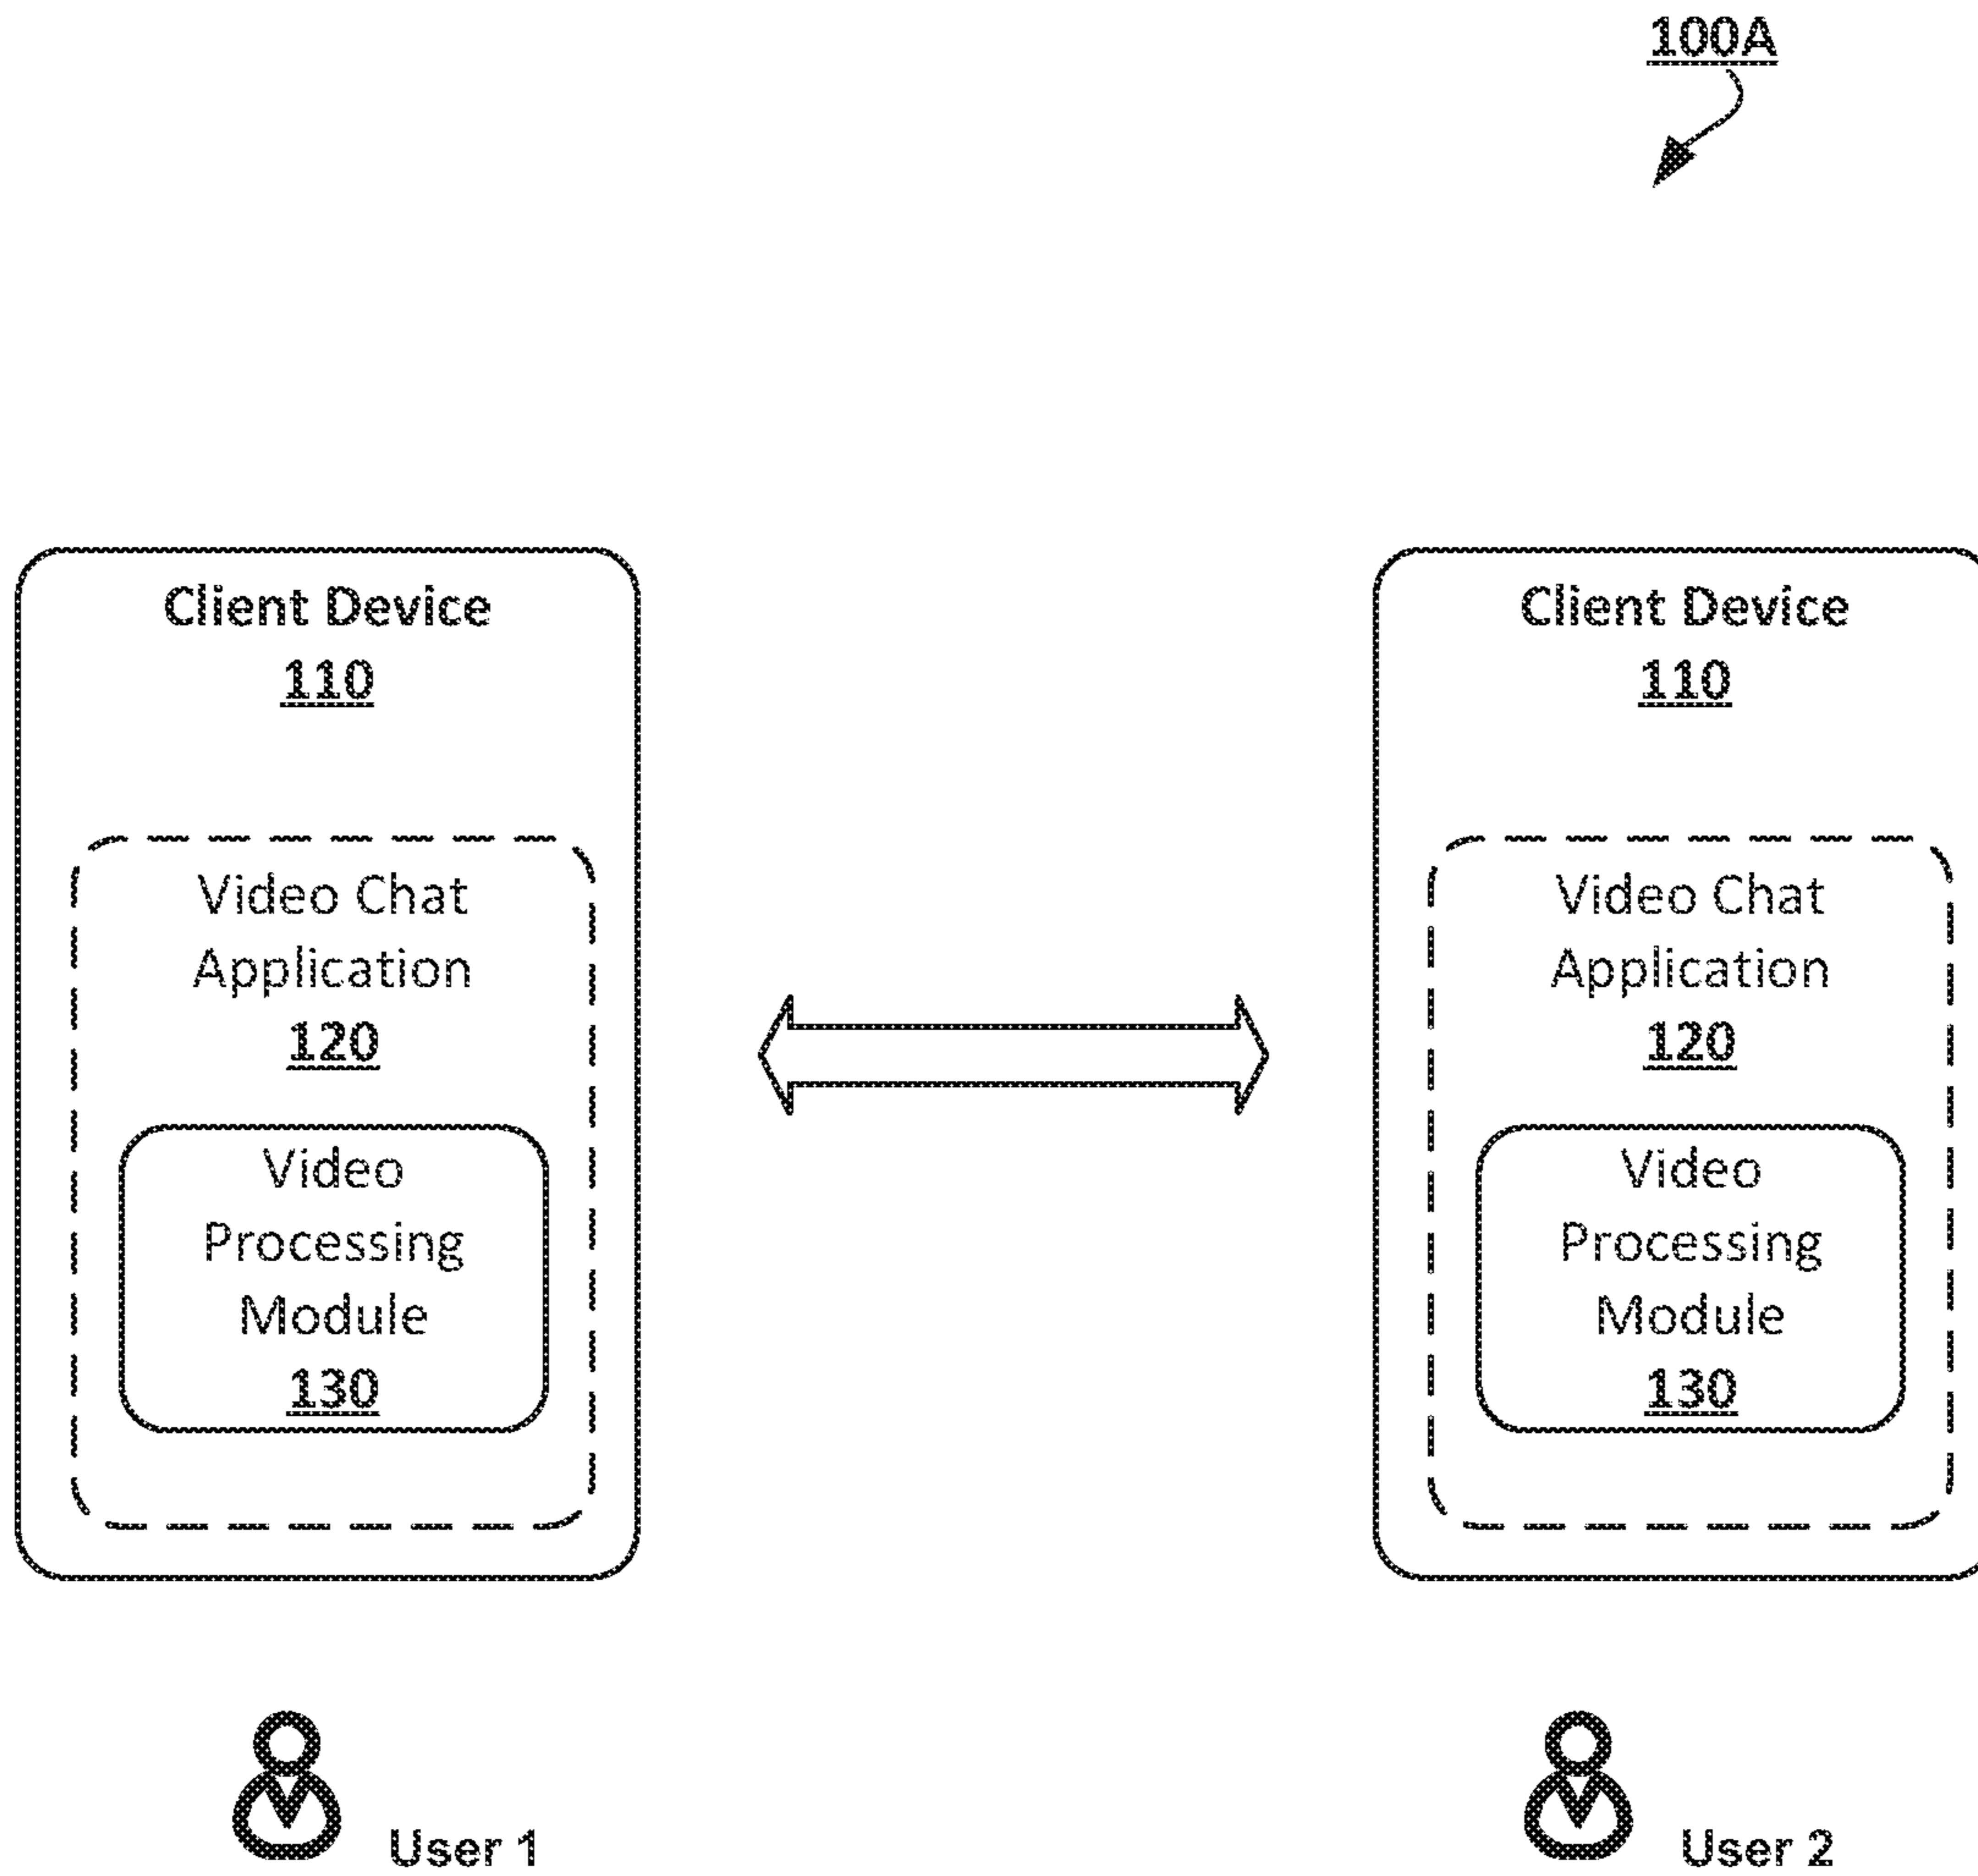 100A
Client Device
110
Video Chat
Application
120
Video
Processing
Module
130
User 1
Client Device
110
Video Chat
Application
120
Video
Processing
Module
130
User 2